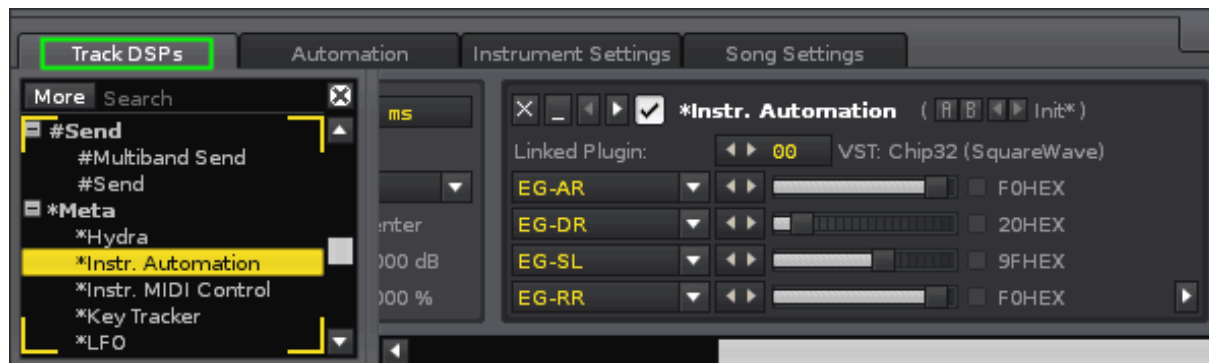 Track DSPs Automation Instrument Settings Song Settings
More Search
#Send
#Multiband Send
#Send
*Meta
*Hydra
*Instr. Automation
*Instr. MIDI Control
*Key Tracker
*LFO
ms
enter
000 dB
000 %
*Instr. Automation ( A B Init* )
Linked Plugin: 00 VST: Chip32 (SquareWave)
EG-AR F0HEX
EG-DR 20HEX
EG-SL 9FHEX
EG-RR F0HEX